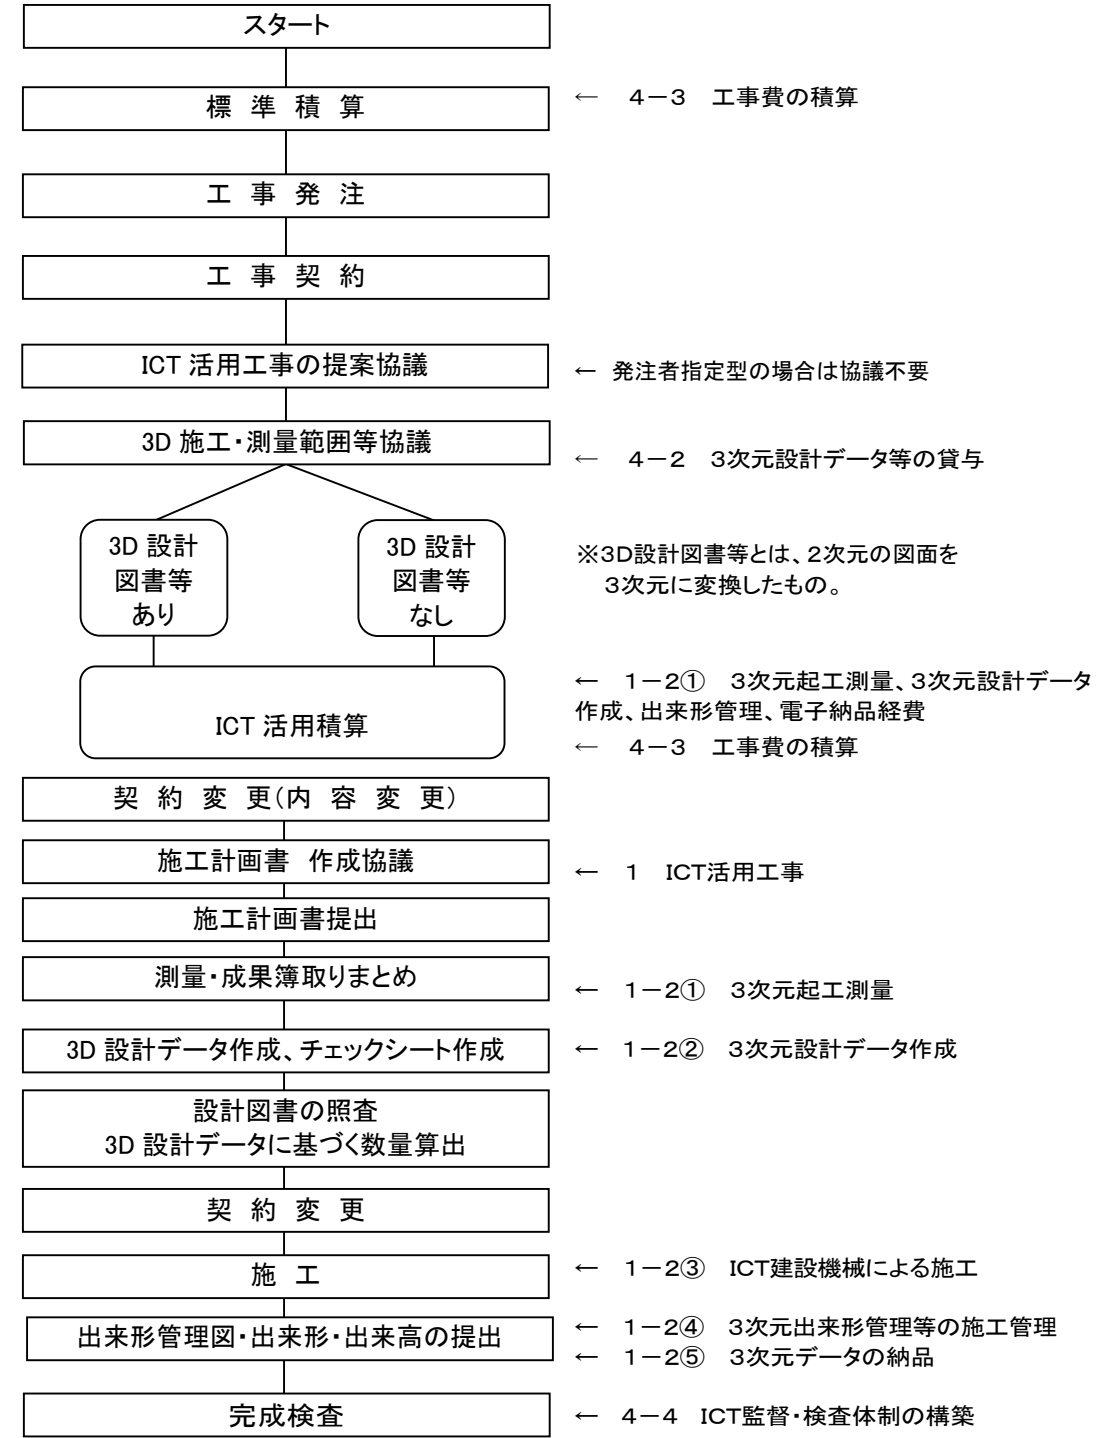 スタート
標 準 積 算
← 4－3 工事費の積算
工 事 発 注
工 事 契 約
ICT 活用工事の提案協議
← 発注者指定型の場合は協議不要
3D 施工・測量範囲等協議
← 4－2 3次元設計データ等の貸与
3D 設計
図書等
あり
3D 設計
図書等
なし
※3D設計図書等とは、2次元の図面を
3次元に変換したもの。
ICT 活用積算
← 1－2① 3次元起工測量、3次元設計データ
作成、出来形管理、電子納品経費
← 4－3 工事費の積算
契 約 変 更（内 容 変 更）
施工計画書 作成協議
← 1 ICT活用工事
施工計画書提出
測量・成果簿取りまとめ
← 1－2① 3次元起工測量
3D 設計データ作成、チェックシート作成
← 1－2② 3次元設計データ作成
設計図書の照査
3D 設計データに基づく数量算出
契 約 変 更
施 工
← 1－2③ ICT建設機械による施工
出来形管理図・出来形・出来高の提出
← 1－2④ 3次元出来形管理等の施工管理
← 1－2⑤ 3次元データの納品
完成検査
← 4－4 ICT監督・検査体制の構築